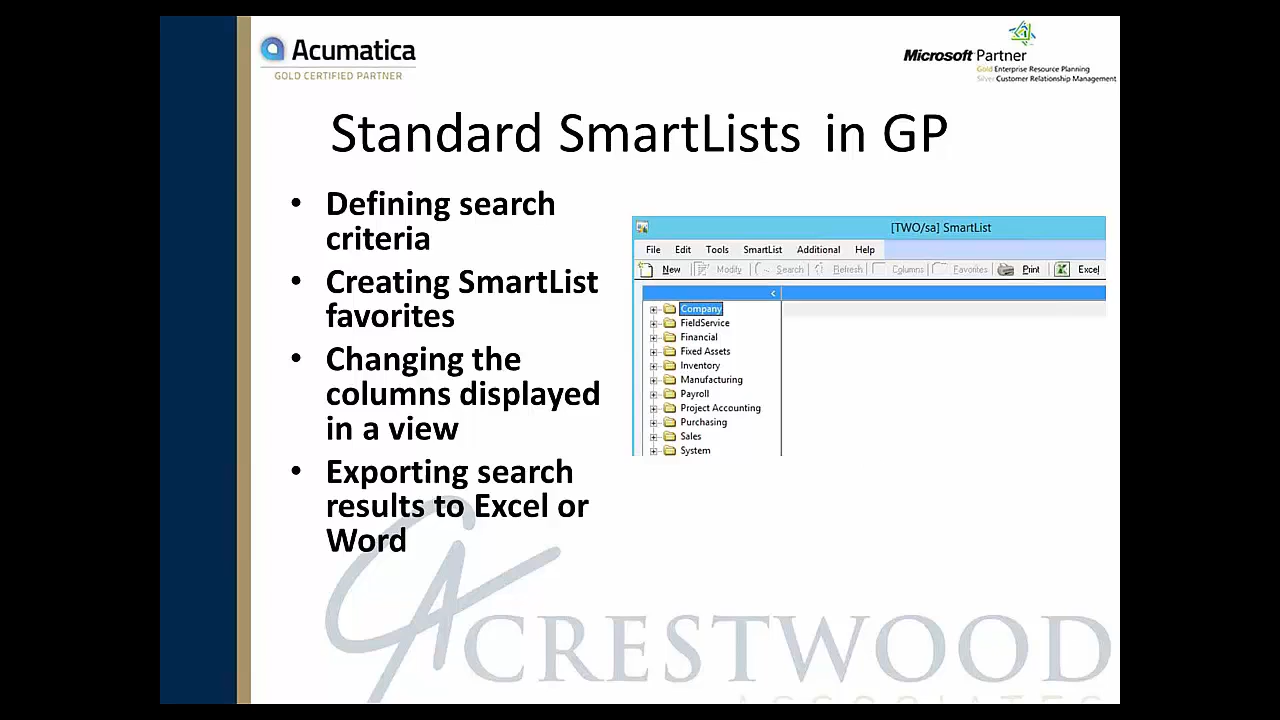 Acumatica
GOLD CERTIFIED PARTNER
Microsoft Partner
Gold Enterprise Resource Planning
Silver Customer Relationship Management
Standard SmartLists in GP
• Defining search
criteria
• Creating SmartList
favorites
• Changing the
columns displayed
in a view
• Exporting search
results to Excel or
Word
[TWO/sa] SmartList
File Edit Tools SmartList Additional Help
New Modify Search Refresh Columns Favorites Print Excel
<
Company
FieldService
Financial
Fixed Assets
Inventory
Manufacturing
Payroll
Project Accounting
Purchasing
Sales
System
CRESTWOOD
ASSOCIATES